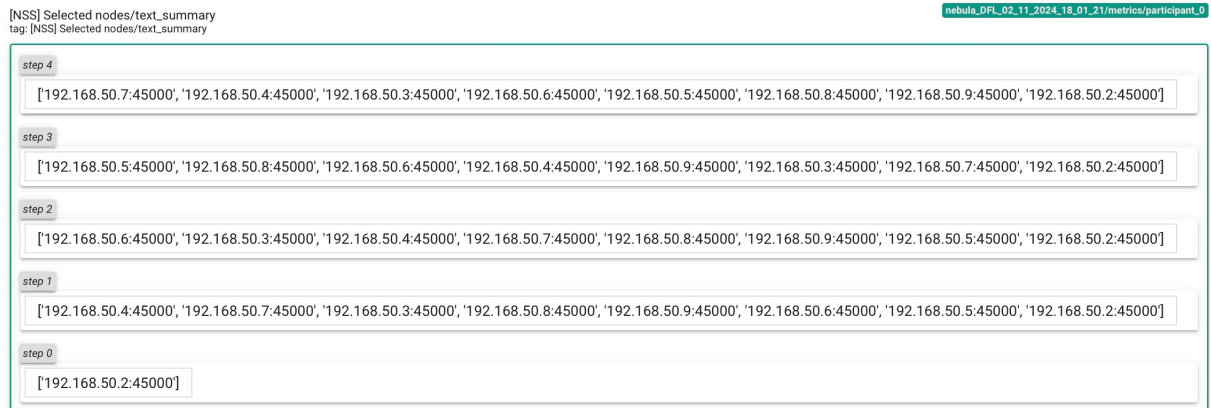 [NSS] Selected nodes/text_summary
nebula_DFL_02_11_2024_18_01_21/metrics/participant_0
tag: [NSS] Selected nodes/text_summary
step 4
['192.168.50.7:45000', '192.168.50.4:45000', '192.168.50.3:45000', '192.168.50.6:45000', '192.168.50.5:45000', '192.168.50.8:45000', '192.168.50.9:45000', '192.168.50.2:45000']
step 3
['192.168.50.5:45000', '192.168.50.8:45000', '192.168.50.6:45000', '192.168.50.4:45000', '192.168.50.9:45000', '192.168.50.3:45000', '192.168.50.7:45000', '192.168.50.2:45000']
step 2
['192.168.50.6:45000', '192.168.50.3:45000', '192.168.50.4:45000', '192.168.50.7:45000', '192.168.50.8:45000', '192.168.50.9:45000', '192.168.50.5:45000', '192.168.50.2:45000']
step 1
['192.168.50.4:45000', '192.168.50.7:45000', '192.168.50.3:45000', '192.168.50.8:45000', '192.168.50.9:45000', '192.168.50.6:45000', '192.168.50.5:45000', '192.168.50.2:45000']
step 0
['192.168.50.2:45000']